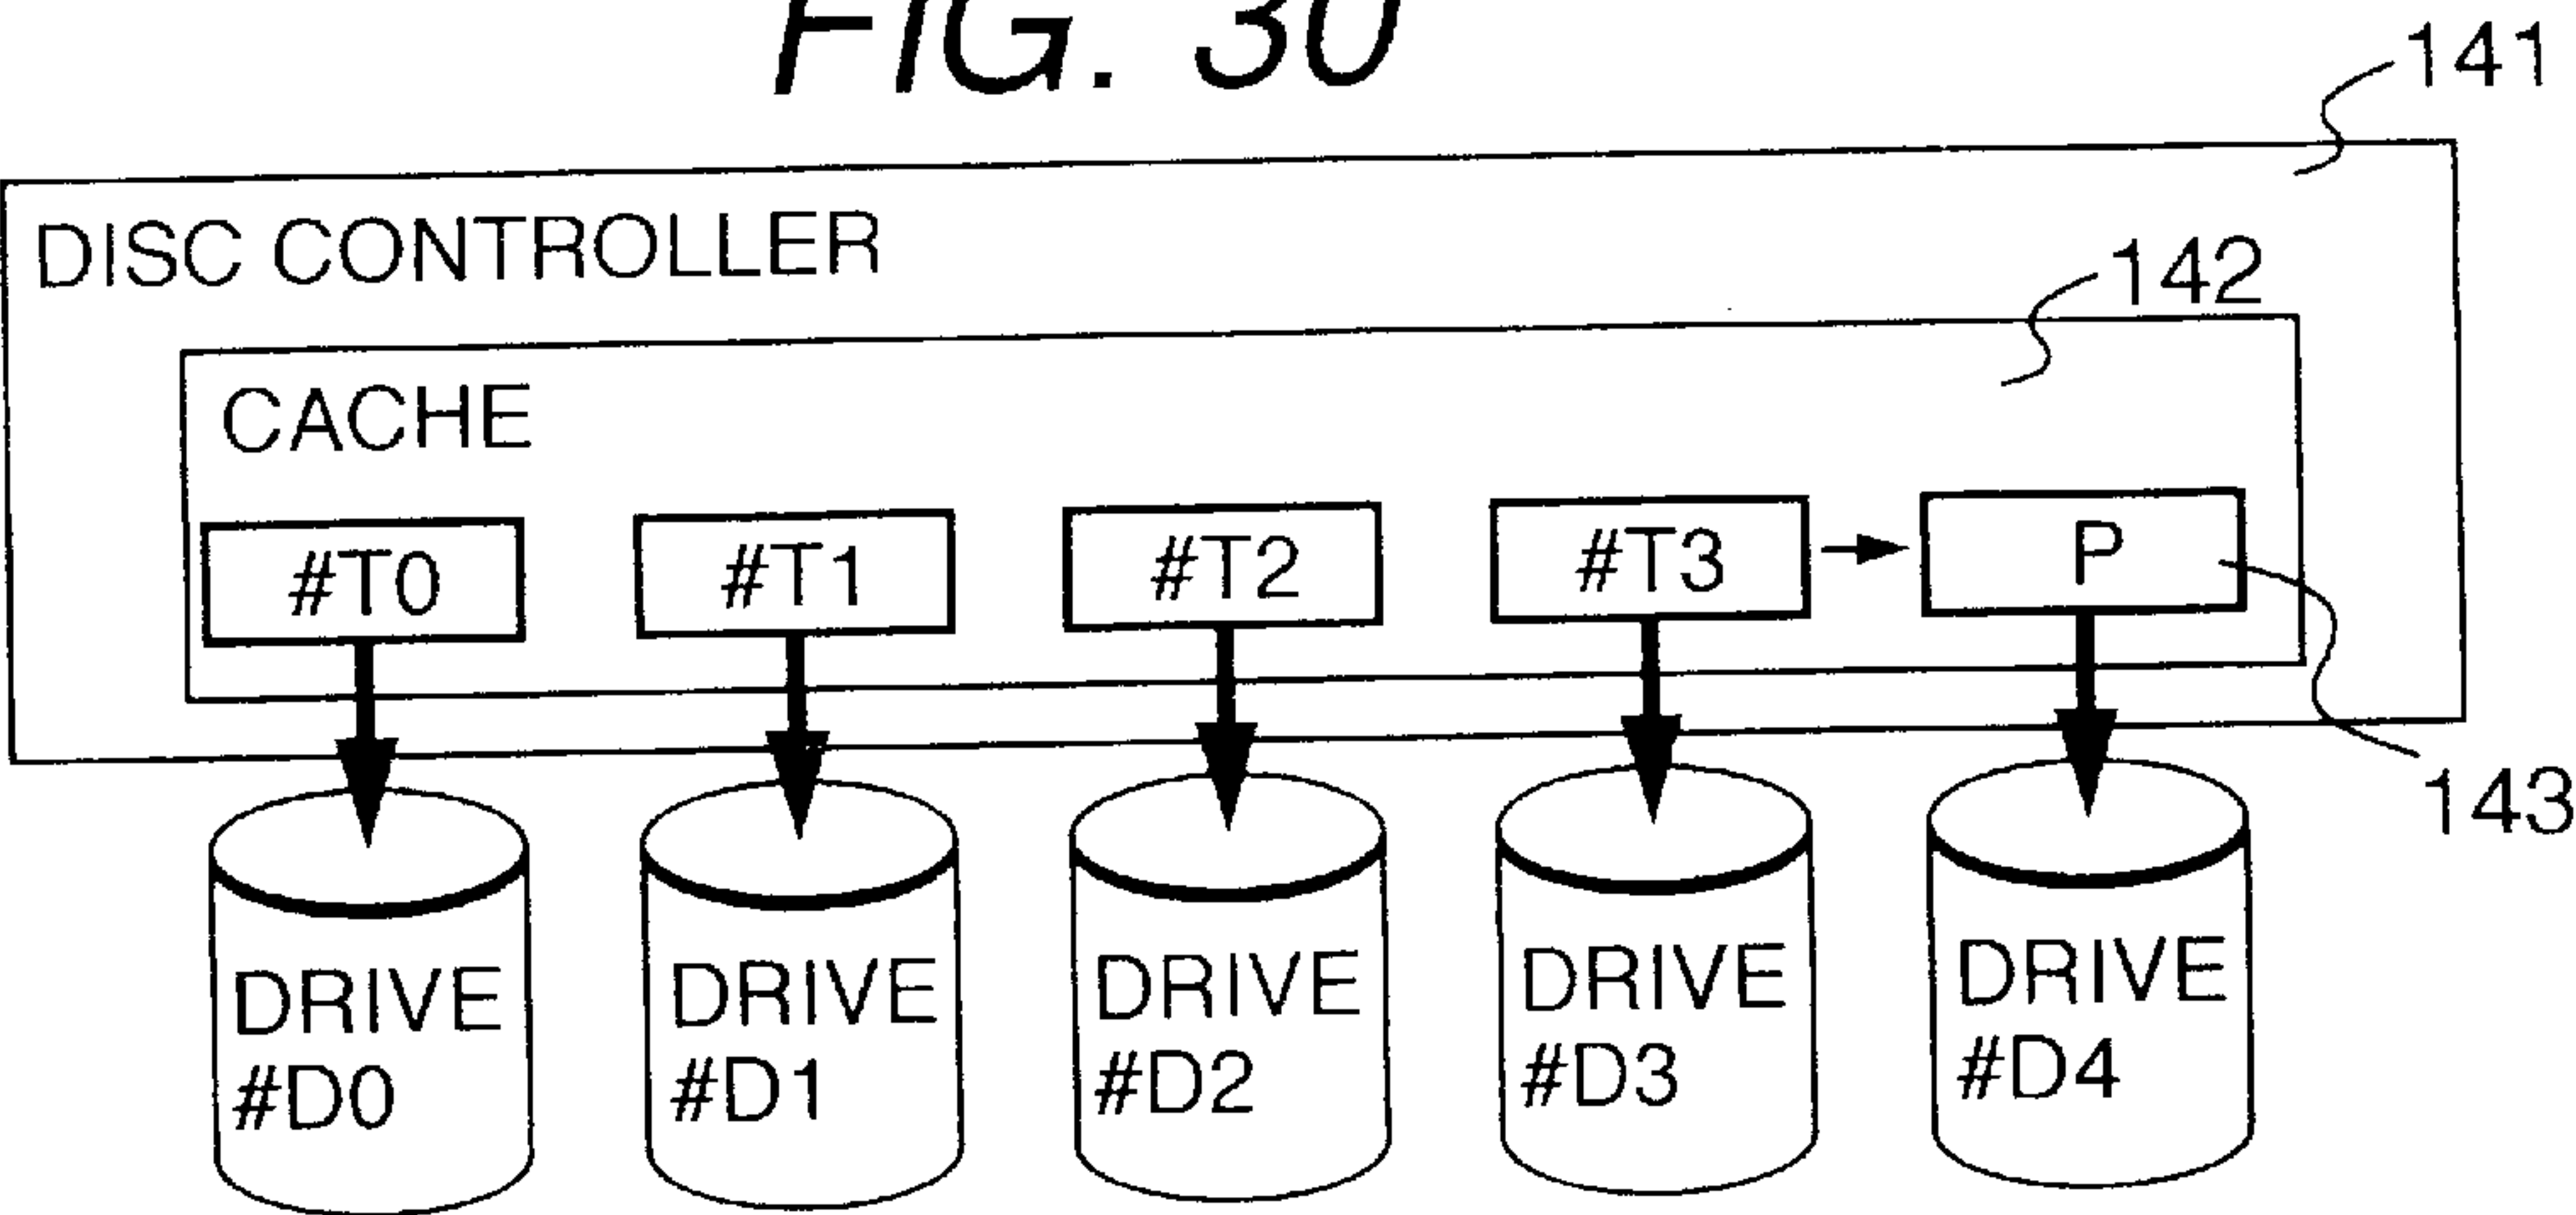 FIG. 30
141
DISC CONTROLLER
142
CACHE
#T0 #T1 #T2 #T3 P
143
DRIVE #D0
DRIVE #D1
DRIVE #D2
DRIVE #D3
DRIVE #D4